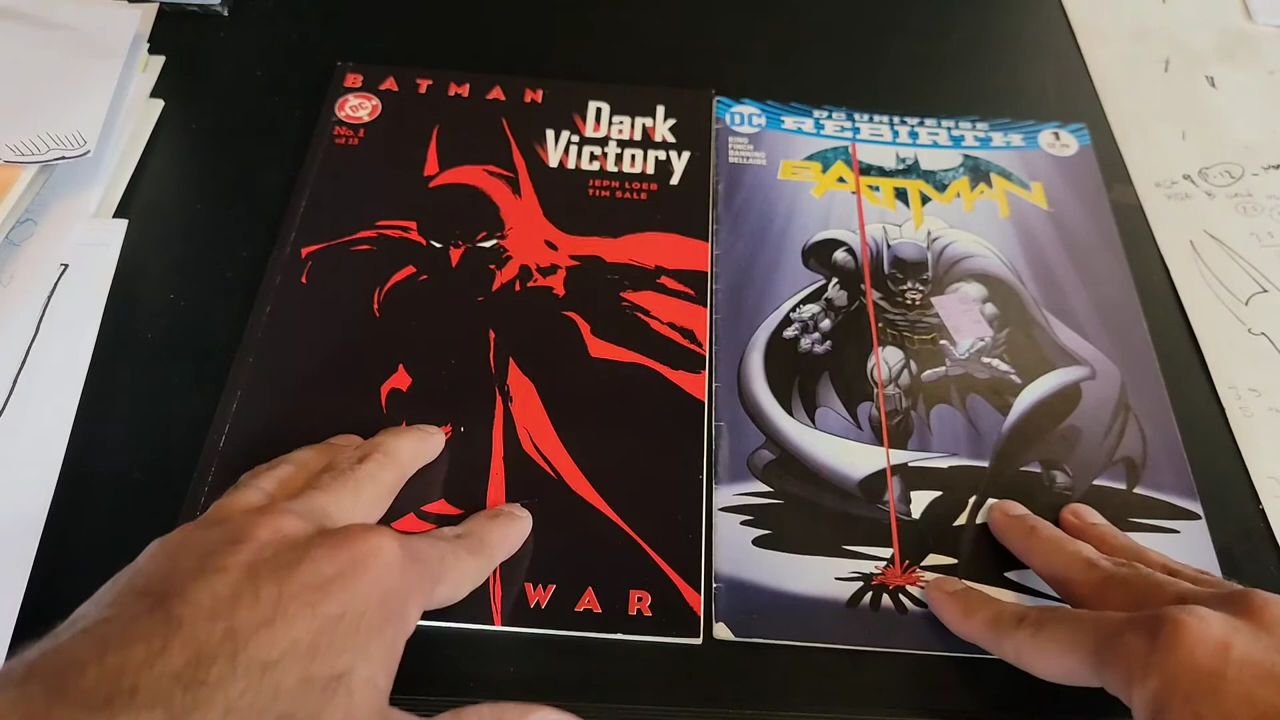 BATMAN
DC
No. 1
of 13
Dark
Victory
JEPH LOEB
TIM SALE
WAR
DC
DC UNIVERSE
REBIRTH
1
KING
FINCH
BANNING
BELLAIRE
BATMAN